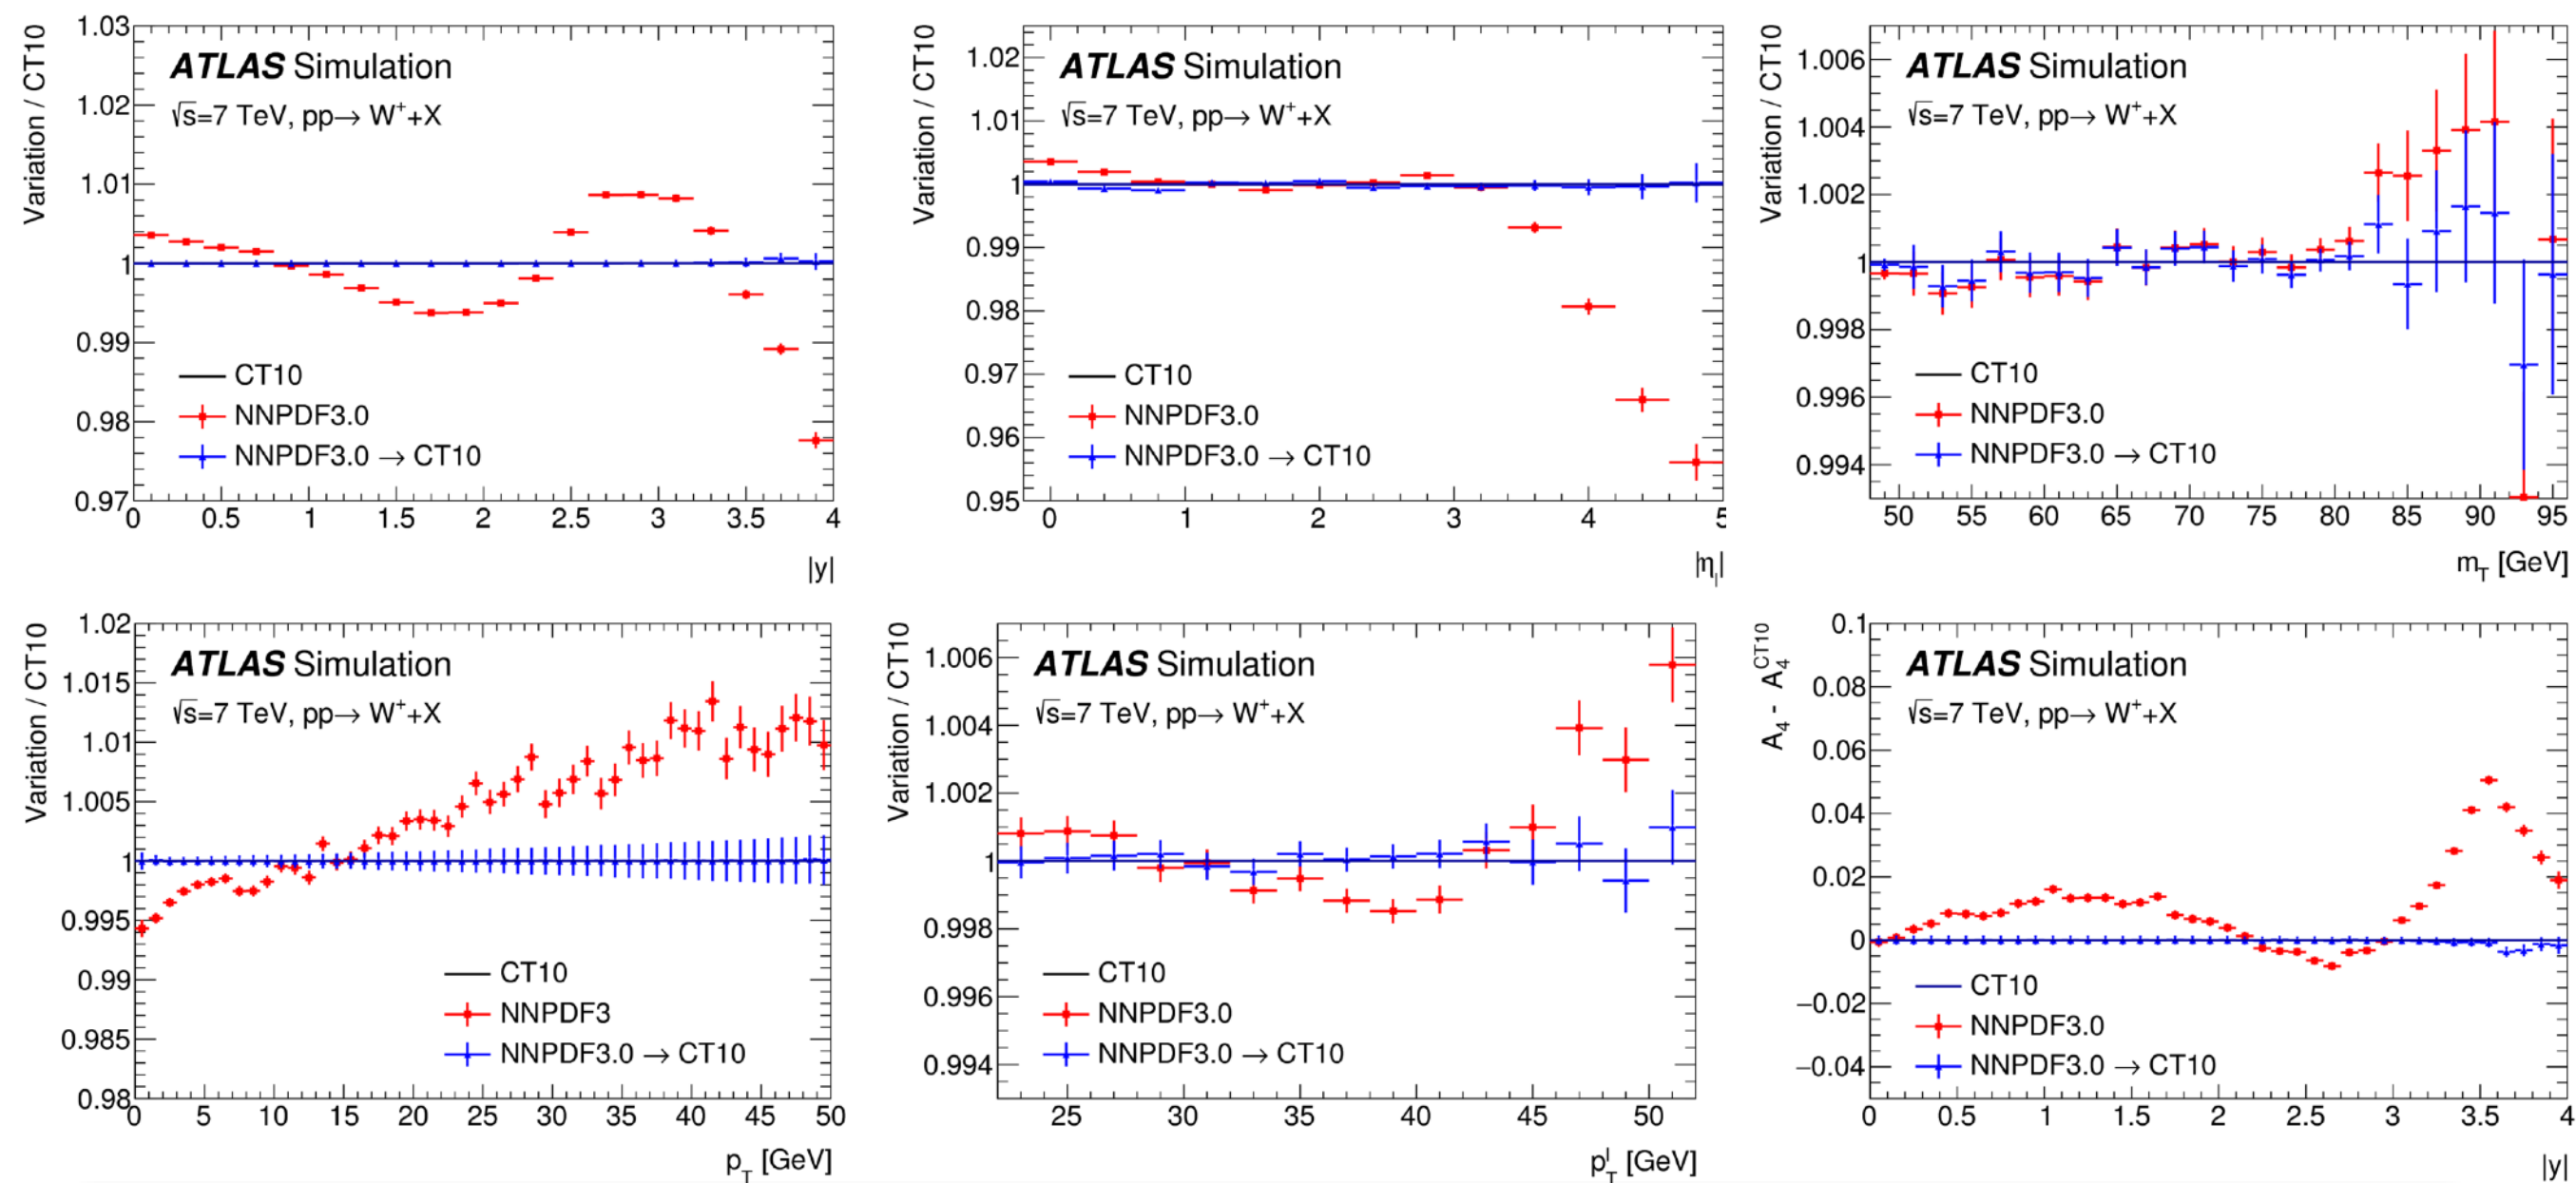 Variation / CT10
1.03
1.02
1.01
1
0.99
0.98
0.97
ATLAS Simulation
√s=7 TeV, pp→ W⁺+X
CT10
NNPDF3.0
NNPDF3.0 → CT10
0 0.5 1 1.5 2 2.5 3 3.5 4
|y|
Variation / CT10
1.02
1.01
1
0.99
0.98
0.97
0.96
0.95
ATLAS Simulation
√s=7 TeV, pp→ W⁺+X
CT10
NNPDF3.0
NNPDF3.0 → CT10
0 1 2 3 4 5
|ηₗ|
Variation / CT10
1.006
1.004
1.002
1
0.998
0.996
0.994
ATLAS Simulation
√s=7 TeV, pp→ W⁺+X
CT10
NNPDF3.0
NNPDF3.0 → CT10
50 55 60 65 70 75 80 85 90 95
m_T [GeV]
Variation / CT10
1.02
1.015
1.01
1.005
1
0.995
0.99
0.985
0.98
ATLAS Simulation
√s=7 TeV, pp→ W⁺+X
CT10
NNPDF3
NNPDF3.0 → CT10
0 5 10 15 20 25 30 35 40 45 50
p_T [GeV]
Variation / CT10
1.006
1.004
1.002
1
0.998
0.996
0.994
ATLAS Simulation
√s=7 TeV, pp→ W⁺+X
CT10
NNPDF3.0
NNPDF3.0 → CT10
25 30 35 40 45 50
p_T^l [GeV]
A₄ - A₄^CT10
0.1
0.08
0.06
0.04
0.02
0
−0.02
−0.04
ATLAS Simulation
√s=7 TeV, pp→ W⁺+X
CT10
NNPDF3.0
NNPDF3.0 → CT10
0 0.5 1 1.5 2 2.5 3 3.5 4
|y|